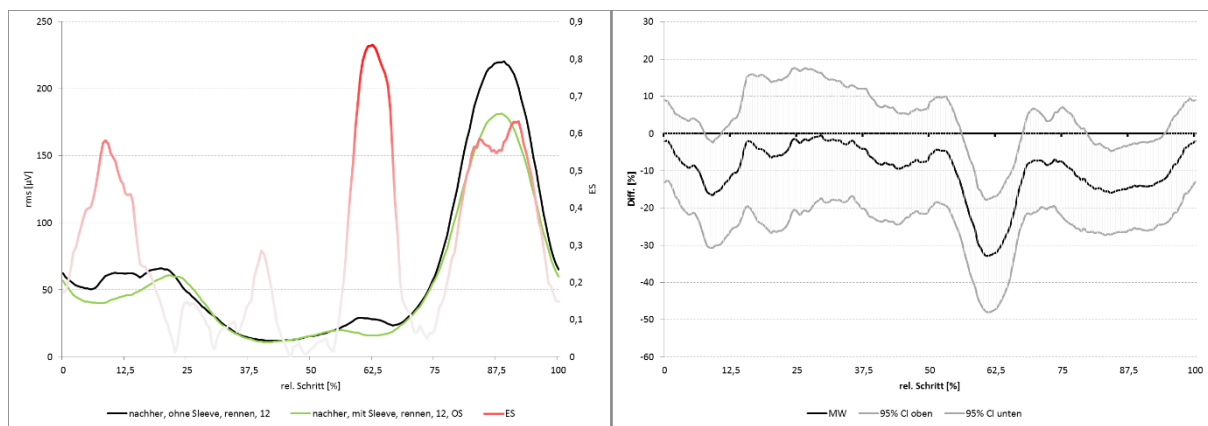 250
200
150
100
50
0
rms [µV]
0,9
0,8
0,7
0,6
0,5
0,4
0,3
0,2
0,1
0
ES
0 12,5 25 37,5 50 62,5 75 87,5 100
rel. Schritt [%]
nachher, ohne Sleeve, rennen, 12 nachher, mit Sleeve, rennen, 12, OS ES
30
20
10
0
-10
-20
-30
-40
-50
-60
Diff. [%]
0 12,5 25 37,5 50 62,5 75 87,5 100
rel. Schritt [%]
MW 95% CI oben 95% CI unten